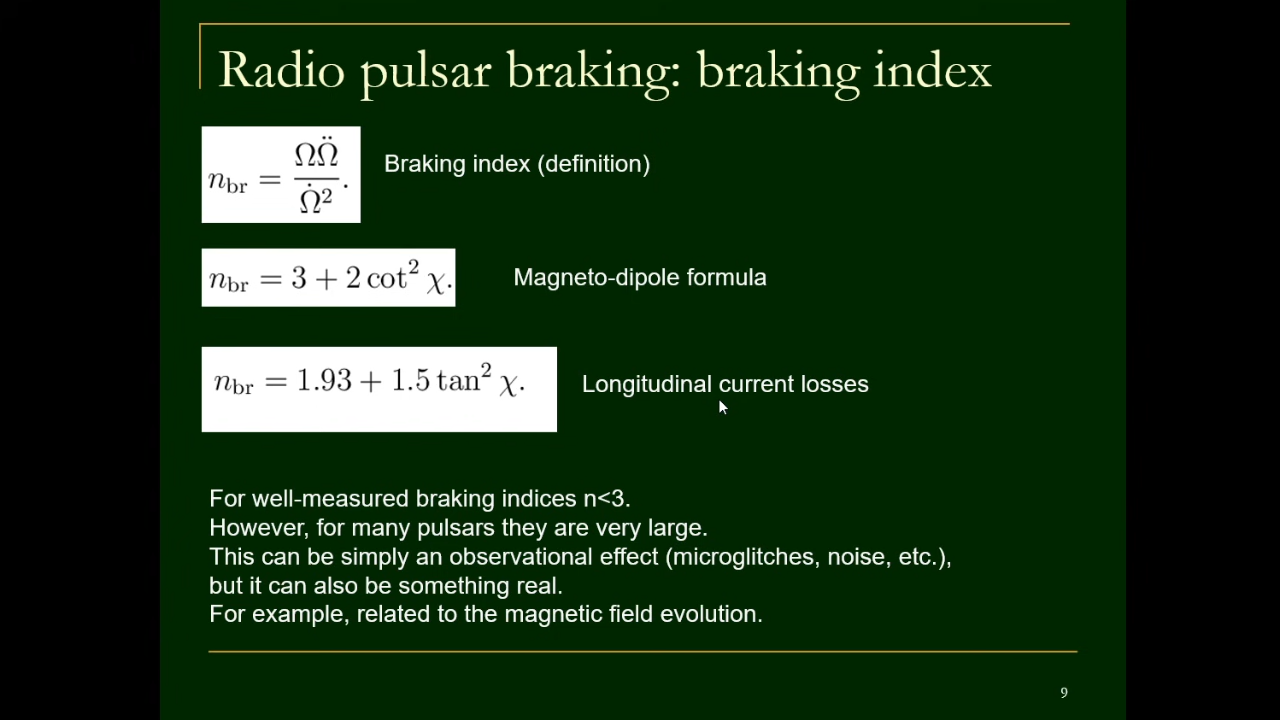 Radio pulsar braking: braking index
n_br = ΩΩ̈ / Ω̇². Braking index (definition)
n_br = 3 + 2 cot² χ. Magneto-dipole formula
n_br = 1.93 + 1.5 tan² χ. Longitudinal current losses
For well-measured braking indices n<3.
However, for many pulsars they are very large.
This can be simply an observational effect (microglitches, noise, etc.),
but it can also be something real.
For example, related to the magnetic field evolution.
9